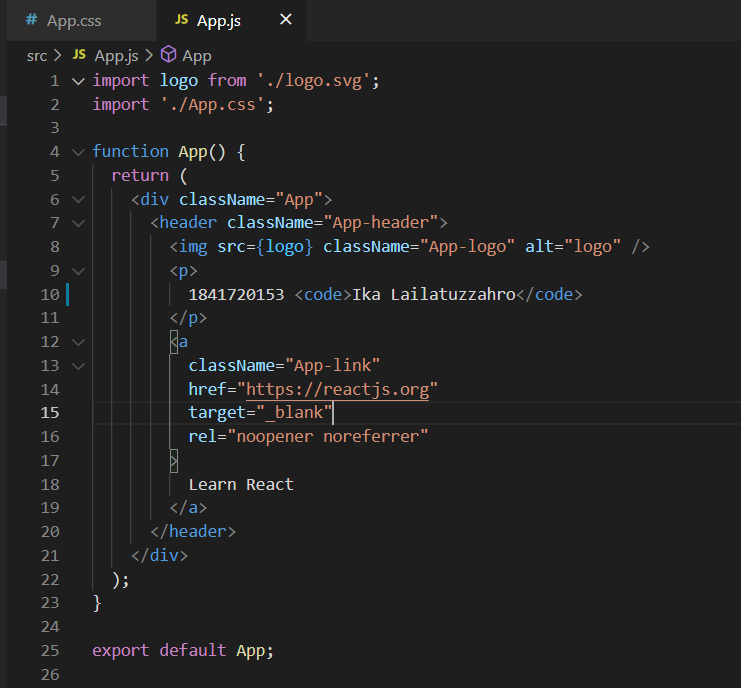 # App.css
JS App.js ×
src > JS App.js > App
1 import logo from './logo.svg';
2 import './App.css';
3
4 function App() {
5 return (
6 <div className="App">
7 <header className="App-header">
8 <img src={logo} className="App-logo" alt="logo" />
9 <p>
10 1841720153 <code>Ika Lailatuzzahro</code>
11 </p>
12 <a
13 className="App-link"
14 href="https://reactjs.org"
15 target="_blank"
16 rel="noopener noreferrer"
17 >
18 Learn React
19 </a>
20 </header>
21 </div>
22 );
23 }
24
25 export default App;
26